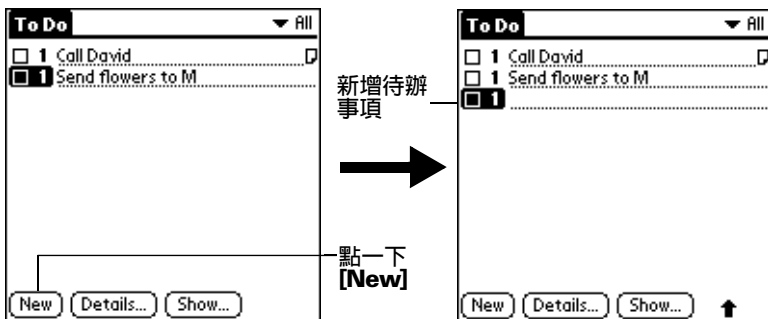 To Do
All
1 Call David
1 Send flowers to M
New Details... Show...
新增待辦
事項
點一下
[New]
To Do
All
1 Call David
1 Send flowers to M
1
New Details... Show...